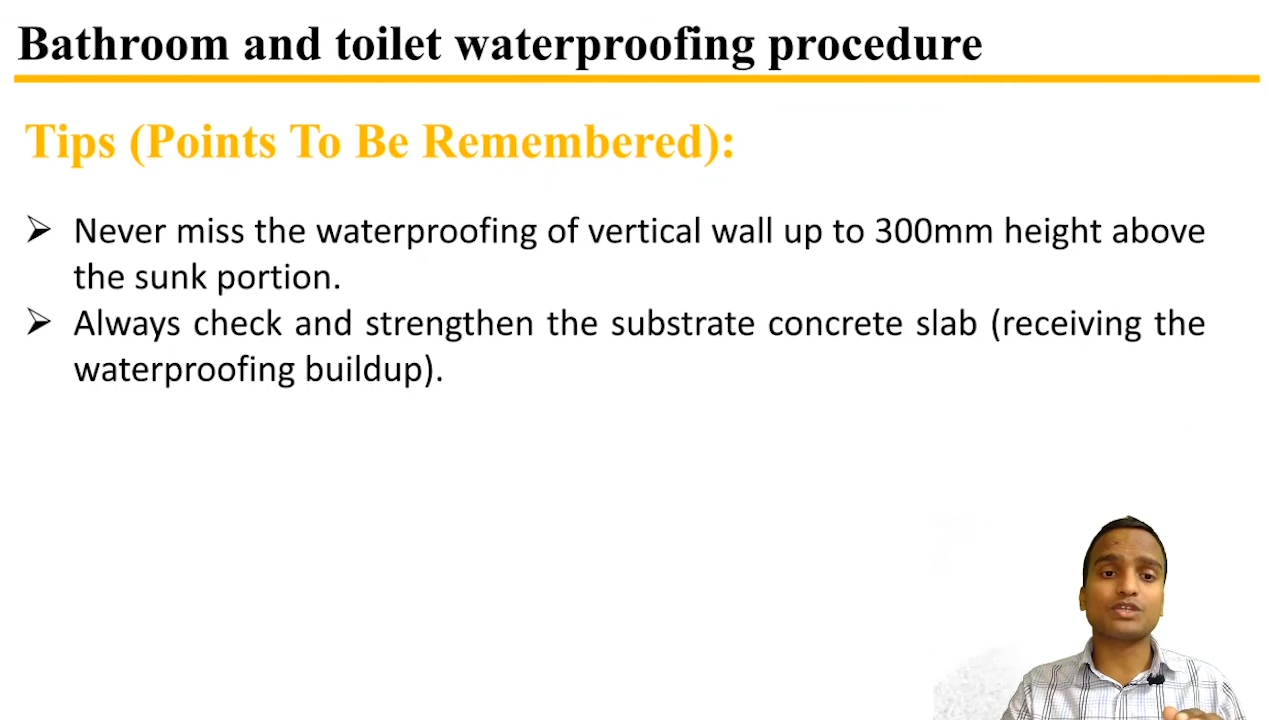 Bathroom and toilet waterproofing procedure
Tips (Points To Be Remembered):
➢ Never miss the waterproofing of vertical wall up to 300mm height above
the sunk portion.
➢ Always check and strengthen the substrate concrete slab (receiving the
waterproofing buildup).